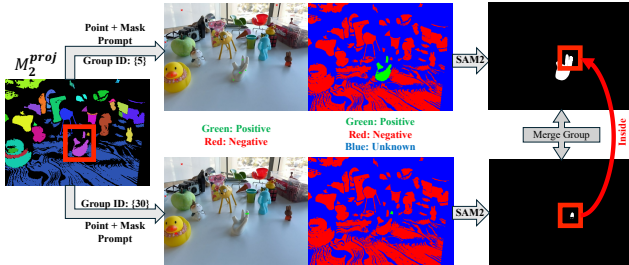 Point + Mask
Prompt
Group ID: {5}
M_2^{proj}
SAM2
Green: Positive
Red: Negative
Green: Positive
Red: Negative
Blue: Unknown
Merge Group
Inside
Group ID: {30}
Point + Mask
Prompt
SAM2